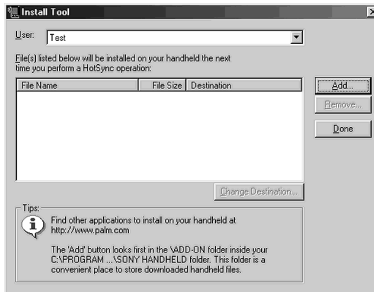 Install Tool
User: Test
File(s) listed below will be installed on your handheld the next
time you perform a HotSync operation:
File Name File Size Destination
Add...
Remove...
Done
Change Destination...
Tips:
Find other applications to install on your handheld at
http://www.palm.com
The 'Add' button looks first in the \ADD-ON folder inside your
C:\PROGRAM ...\SONY HANDHELD folder. This folder is a
convenient place to store downloaded handheld files.